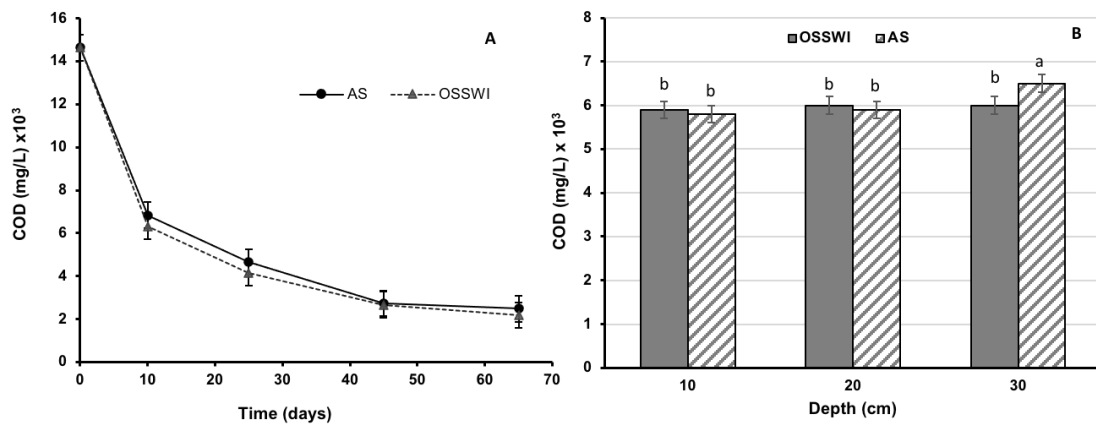 A
AS OSSWI
COD (mg/L) x10³
16
14
12
10
8
6
4
2
0
0 10 20 30 40 50 60 70
Time (days)
B
OSSWI AS
COD (mg/L) x 10³
8
7
6
5
4
3
2
1
0
b b b b b a
10 20 30
Depth (cm)